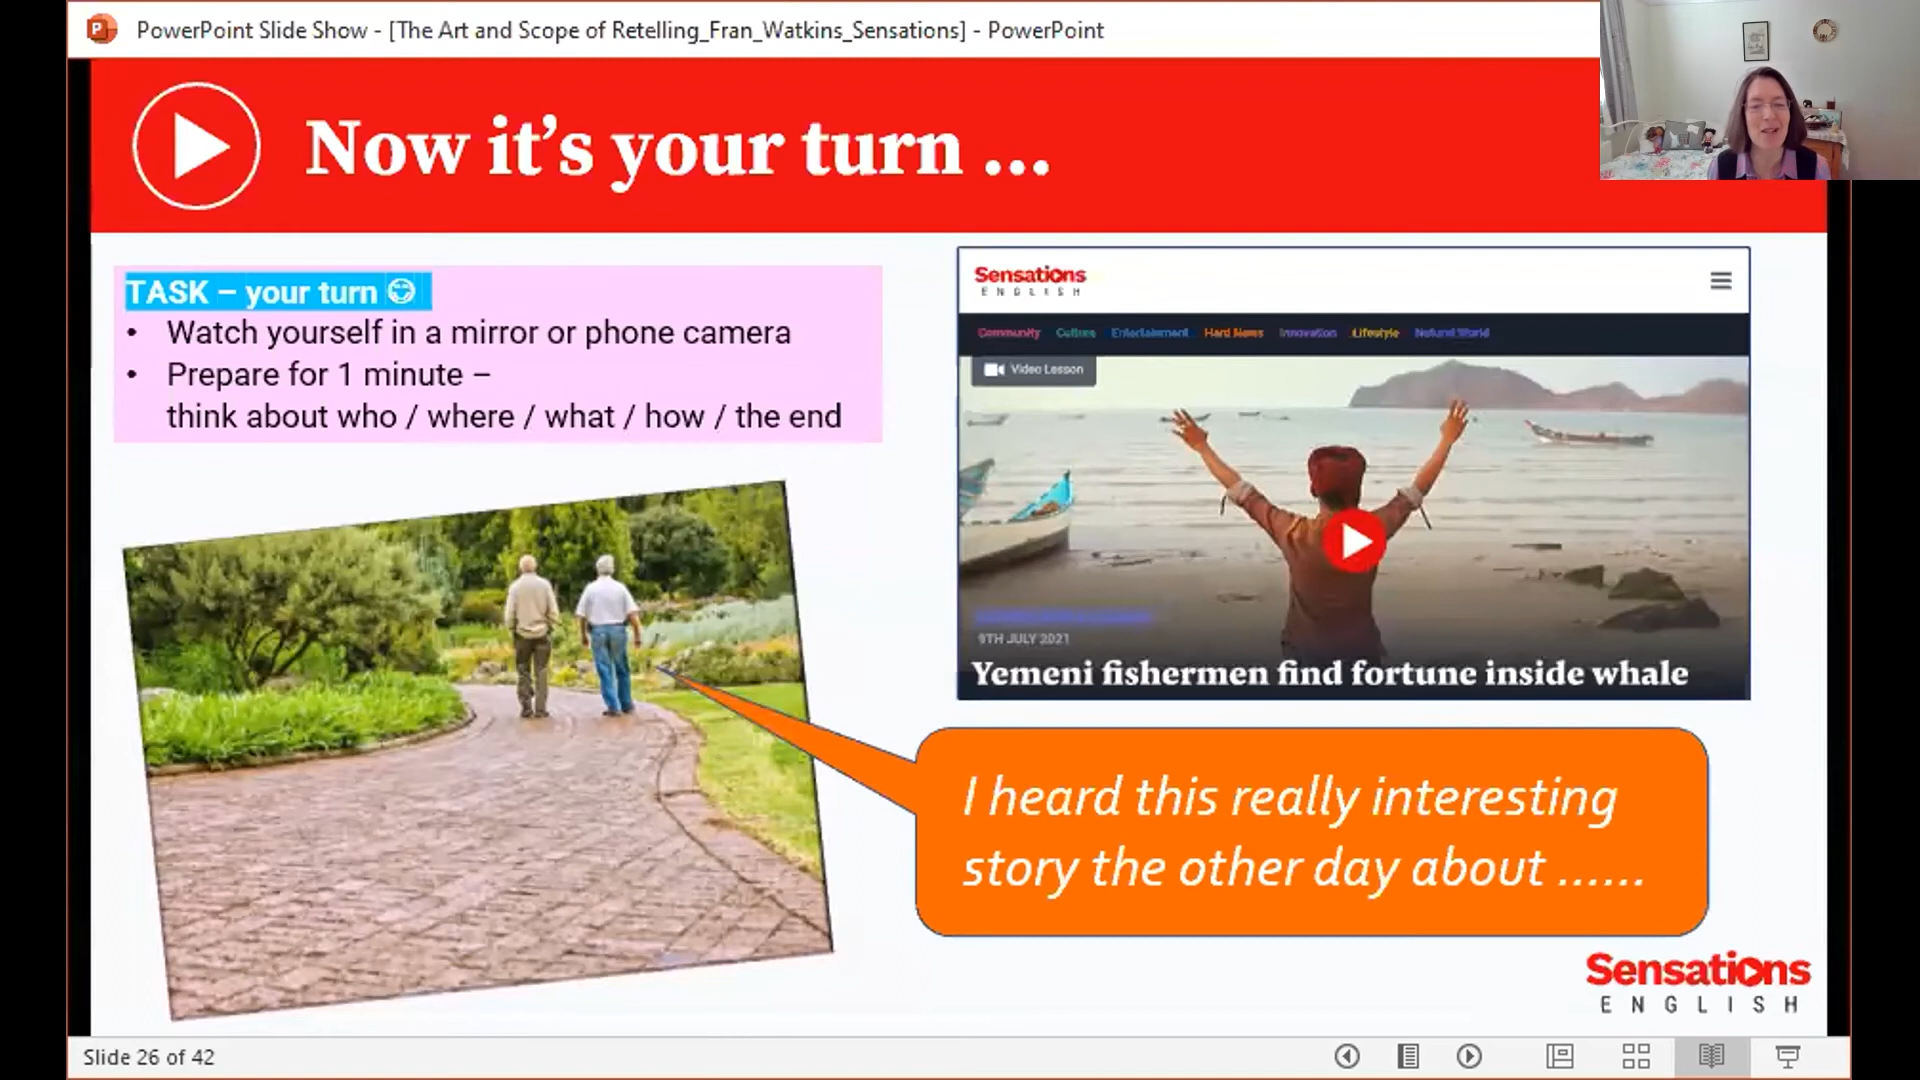 PowerPoint Slide Show - [The Art and Scope of Retelling_Fran_Watkins_Sensations] - PowerPoint
Now it's your turn ...
TASK – your turn
• Watch yourself in a mirror or phone camera
• Prepare for 1 minute –
think about who / where / what / how / the end
Sensations
ENGLISH
Community Culture Entertainment Hard News Innovation Lifestyle Natural World
Video Lesson
9TH JULY 2021
Yemeni fishermen find fortune inside whale
I heard this really interesting
story the other day about ......
Sensations
ENGLISH
Slide 26 of 42